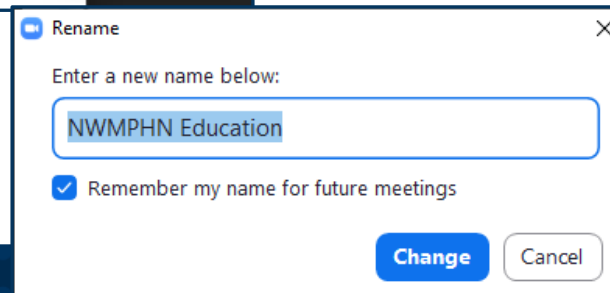 Rename
Enter a new name below:
NWMPHN Education
Remember my name for future meetings
Change Cancel